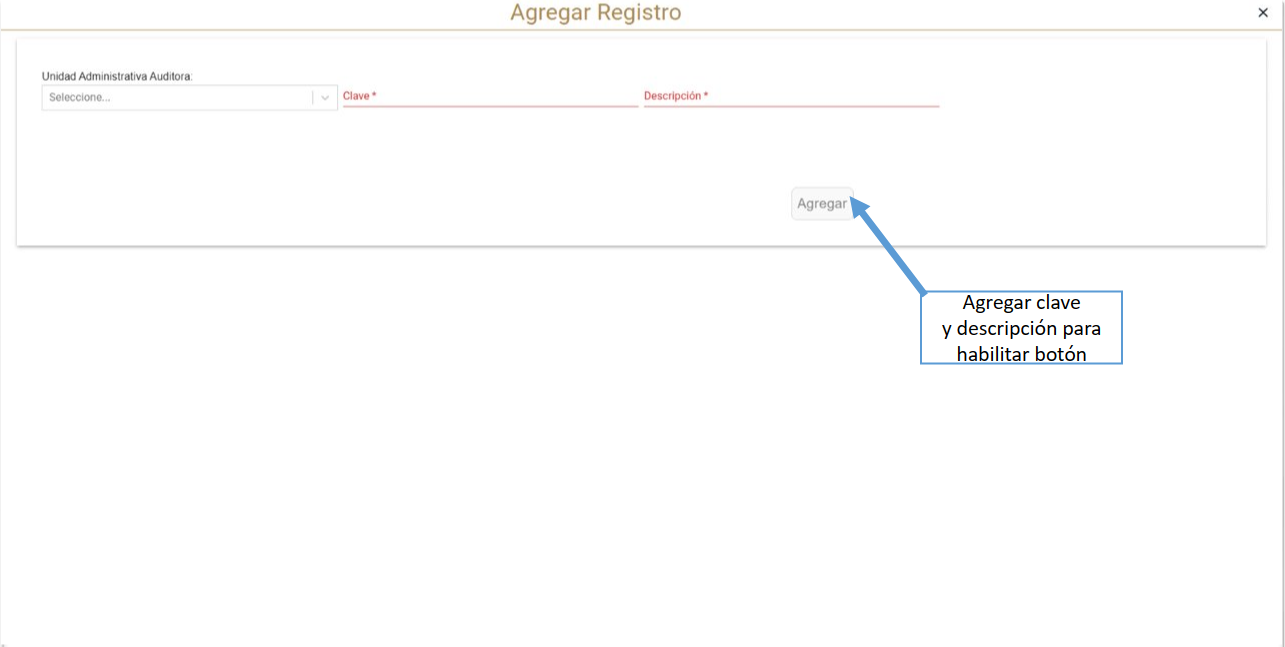 Agregar Registro
×
Unidad Administrativa Auditora:
Seleccione...
Clave *
Descripción *
Agregar
Agregar clave
y descripción para
habilitar botón